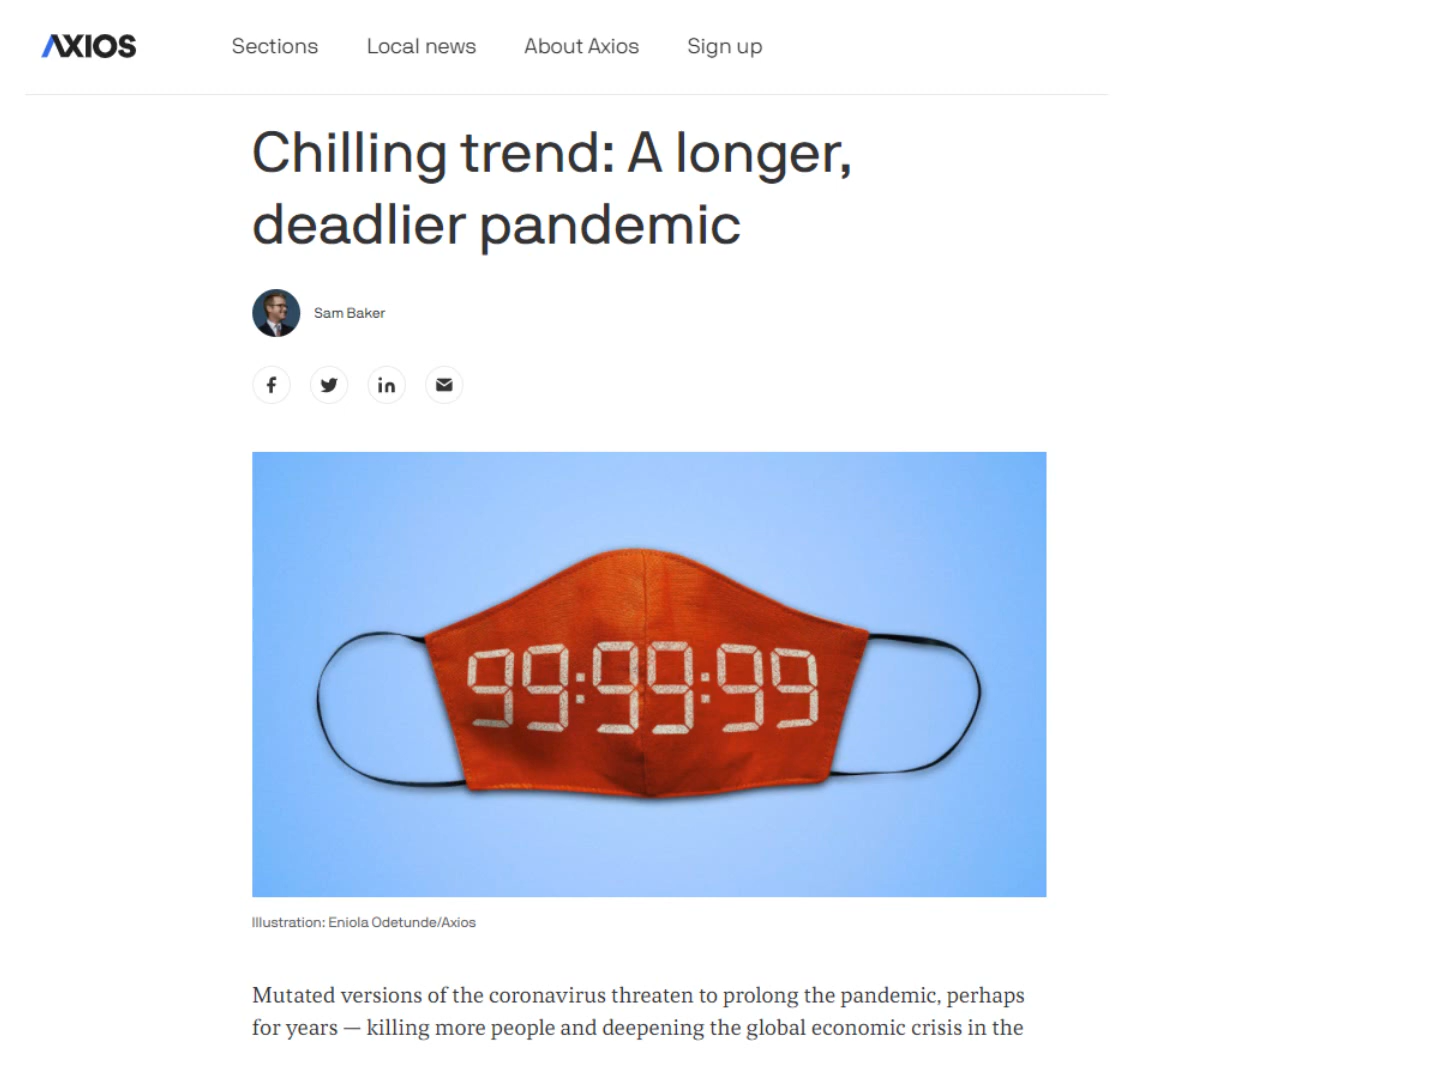 AXIOS
Sections Local news About Axios Sign up
Chilling trend: A longer,
deadlier pandemic
Sam Baker
99:99:99
Illustration: Eniola Odetunde/Axios
Mutated versions of the coronavirus threaten to prolong the pandemic, perhaps
for years — killing more people and deepening the global economic crisis in the